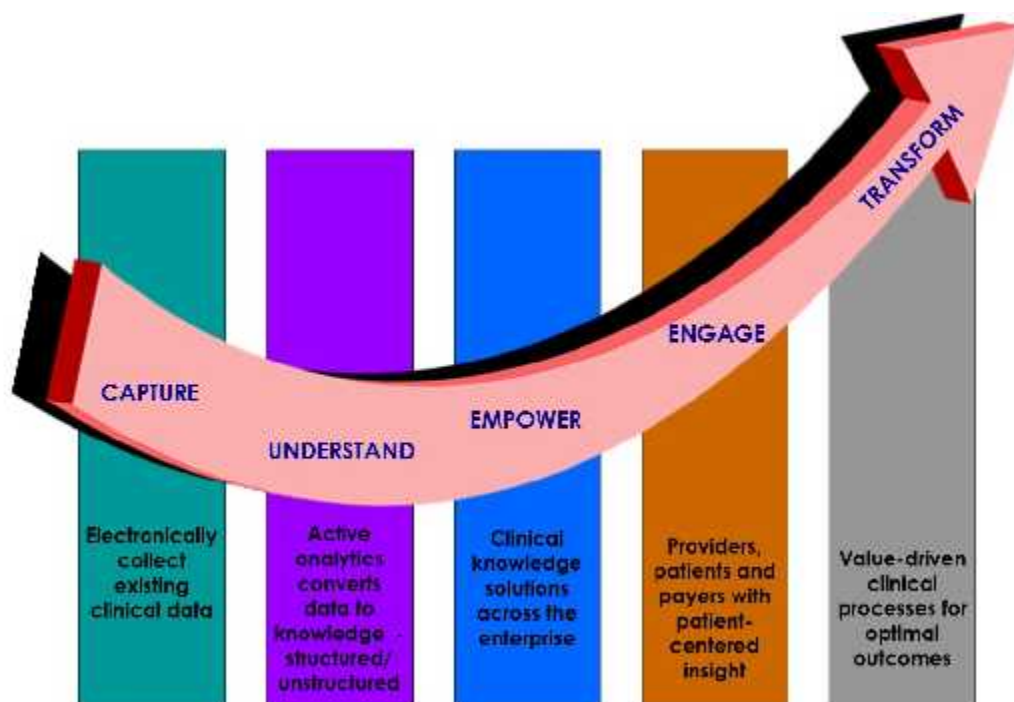 CAPTURE
UNDERSTAND
EMPOWER
ENGAGE
TRANSFORM
Electronically
collect
existing
clinical data
Active
analytics
converts
data to
knowledge -
structured/
unstructured
Clinical
knowledge
solutions
across the
enterprise
Providers,
patients and
payers with
patient-
centered
insight
Value-driven
clinical
processes for
optimal
outcomes